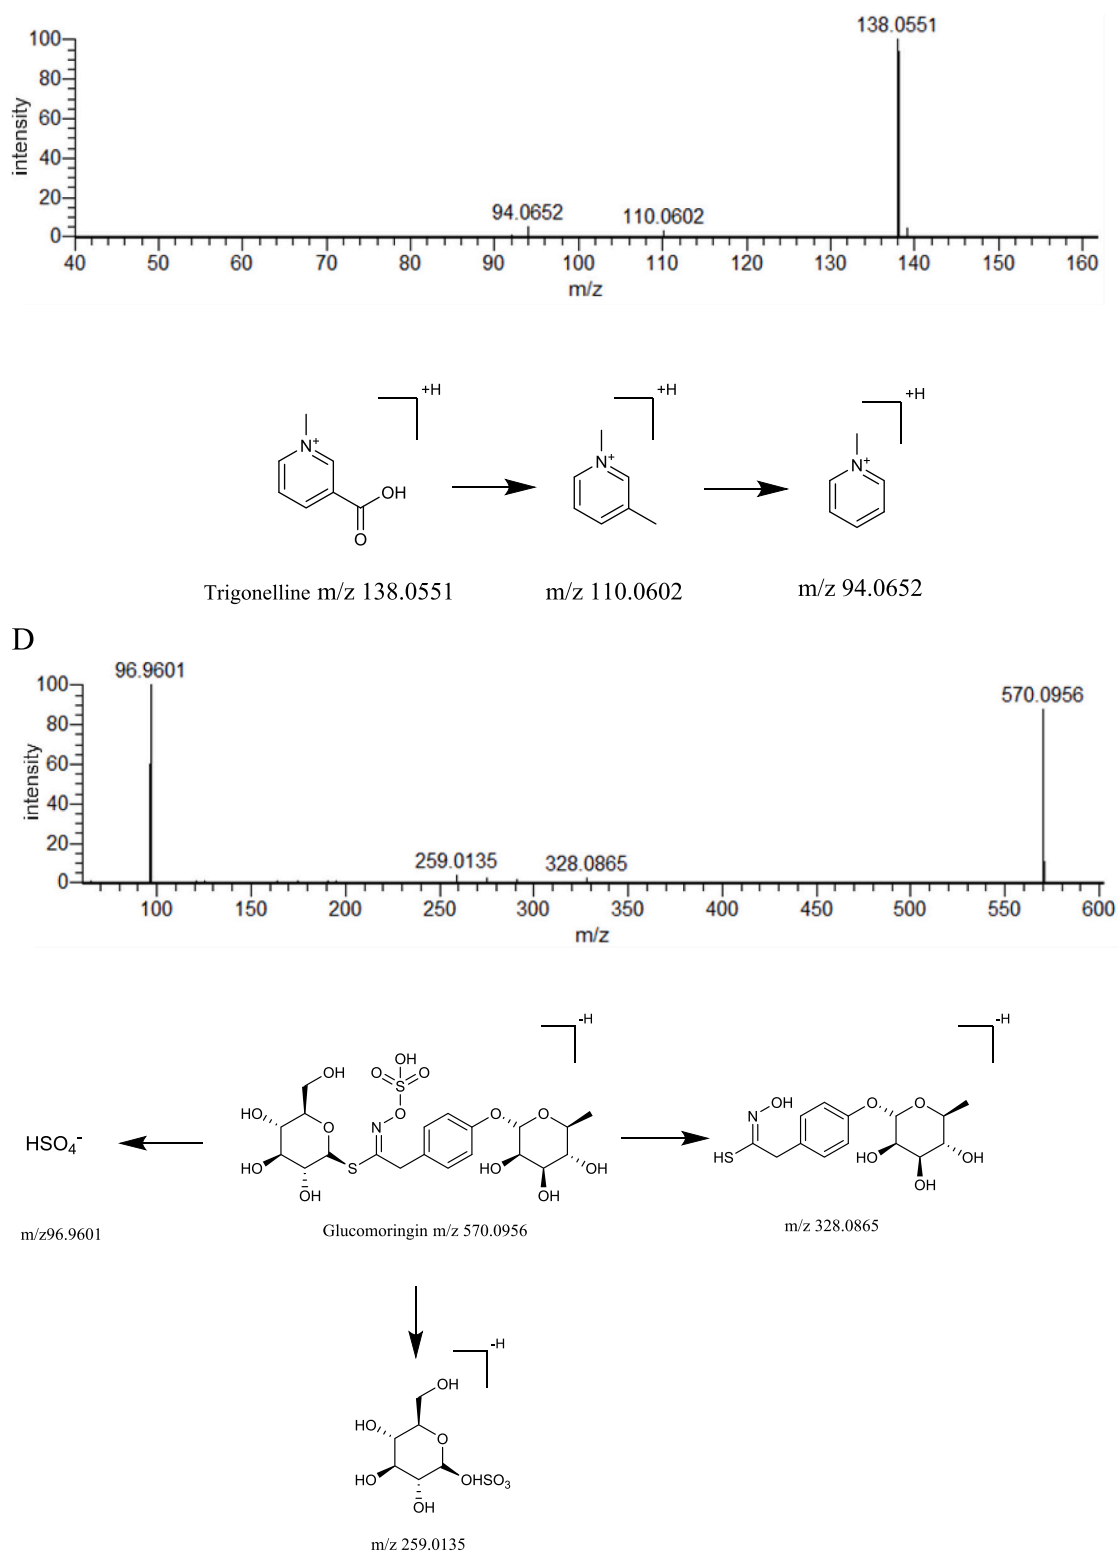 138.0551
100
80
60
40
20
0
intensity
94.0652
110.0602
40 50 60 70 80 90 100 110 120 130 140 150 160
m/z
+H +H +H
N+ OH O
N+
N+
Trigonelline m/z 138.0551 m/z 110.0602 m/z 94.0652
D
96.9601
570.0956
100
80
60
40
20
0
intensity
259.0135
328.0865
100 150 200 250 300 350 400 450 500 550 600
m/z
-H -H
HSO4-
OH HO HO OH O S N O O S O OH O O HO OH OH
N OH HS O O HO OH OH
m/z96.9601
Glucomoringin m/z 570.0956
m/z 328.0865
-H
OH
HO O
HO OHSO3
OH
m/z 259.0135